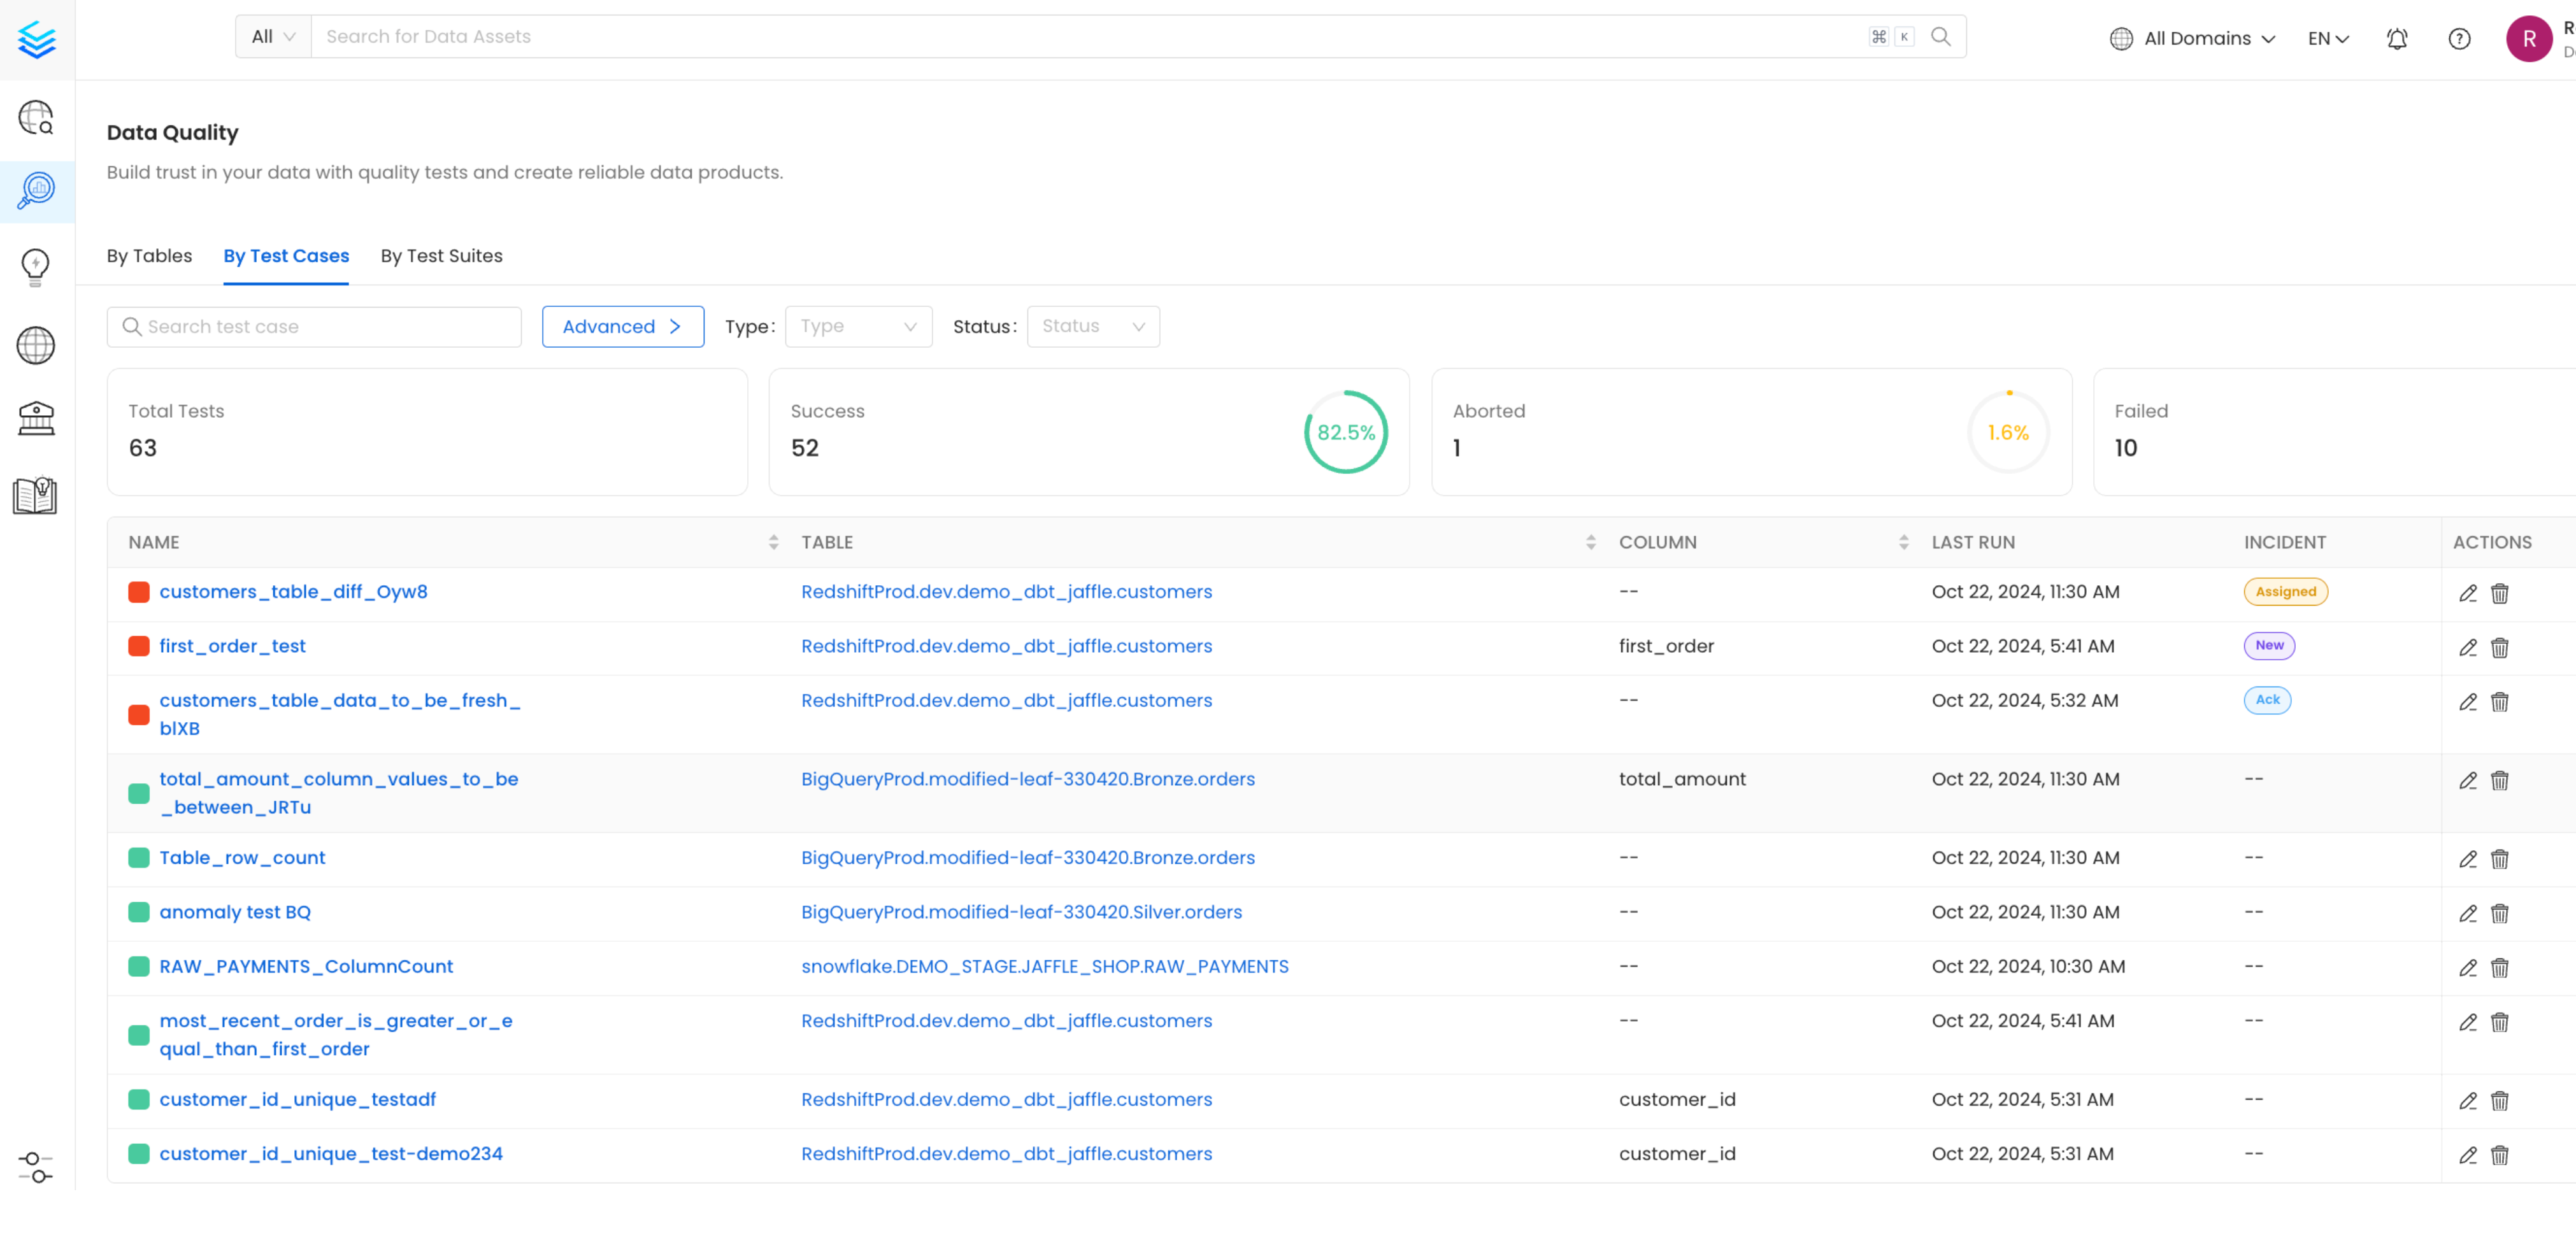 All Search for Data Assets ⌘ K All Domains EN R R
Data Quality
Build trust in your data with quality tests and create reliable data products.
By Tables By Test Cases By Test Suites
Search test case Advanced Type: Type Status: Status
Total Tests Success Aborted Failed
63 52 82.5% 1 1.6% 10
NAME TABLE COLUMN LAST RUN INCIDENT ACTIONS
customers_table_diff_Oyw8 RedshiftProd.dev.demo_dbt_jaffle.customers -- Oct 22, 2024, 11:30 AM Assigned
first_order_test RedshiftProd.dev.demo_dbt_jaffle.customers first_order Oct 22, 2024, 5:41 AM New
customers_table_data_to_be_fresh_ RedshiftProd.dev.demo_dbt_jaffle.customers -- Oct 22, 2024, 5:32 AM Ack
blXB
total_amount_column_values_to_be BigQueryProd.modified-leaf-330420.Bronze.orders total_amount Oct 22, 2024, 11:30 AM --
_between_JRTu
Table_row_count BigQueryProd.modified-leaf-330420.Bronze.orders -- Oct 22, 2024, 11:30 AM --
anomaly test BQ BigQueryProd.modified-leaf-330420.Silver.orders -- Oct 22, 2024, 11:30 AM --
RAW_PAYMENTS_ColumnCount snowflake.DEMO_STAGE.JAFFLE_SHOP.RAW_PAYMENTS -- Oct 22, 2024, 10:30 AM --
most_recent_order_is_greater_or_e RedshiftProd.dev.demo_dbt_jaffle.customers -- Oct 22, 2024, 5:41 AM --
qual_than_first_order
customer_id_unique_testadf RedshiftProd.dev.demo_dbt_jaffle.customers customer_id Oct 22, 2024, 5:31 AM --
customer_id_unique_test-demo234 RedshiftProd.dev.demo_dbt_jaffle.customers customer_id Oct 22, 2024, 5:31 AM --